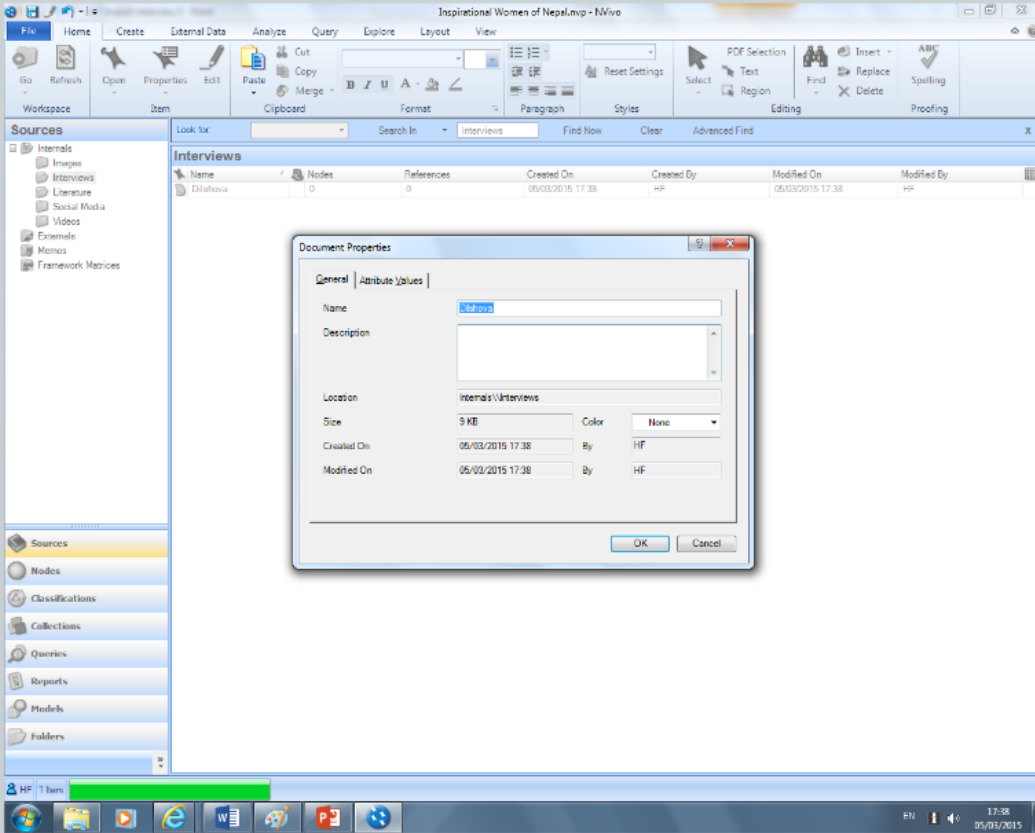 Inspirational Women of Nepal.nvp - NVivo
File Home Create External Data Analyze Query Explore Layout View
Go Refresh Open Properties Edit Paste Cut Copy Merge B I U A Reset Settings Select PDF Selection Text Region Find Insert Replace Delete ABC Spelling
Workspace Item Clipboard Format Paragraph Styles Editing Proofing
Sources
Look for: Search In Interviews Find Now Clear Advanced Find X
Internals
Images
Interviews
Literature
Social Media
Videos
Externals
Memos
Framework Matrices
Interviews
Name Nodes References Created On Created By Modified On Modified By
Dilshova 0 0 05/03/2015 17:38 HF 05/03/2015 17:38 HF
Document Properties
General Attribute Values
Name Dilshova
Description
Location Internals\\Interviews
Size 9 KB Color None
Created On 05/03/2015 17:38 By HF
Modified On 05/03/2015 17:38 By HF
OK Cancel
Sources
Nodes
Classifications
Collections
Queries
Reports
Models
Folders
HF 1 Item
EN 17:38
05/03/2015